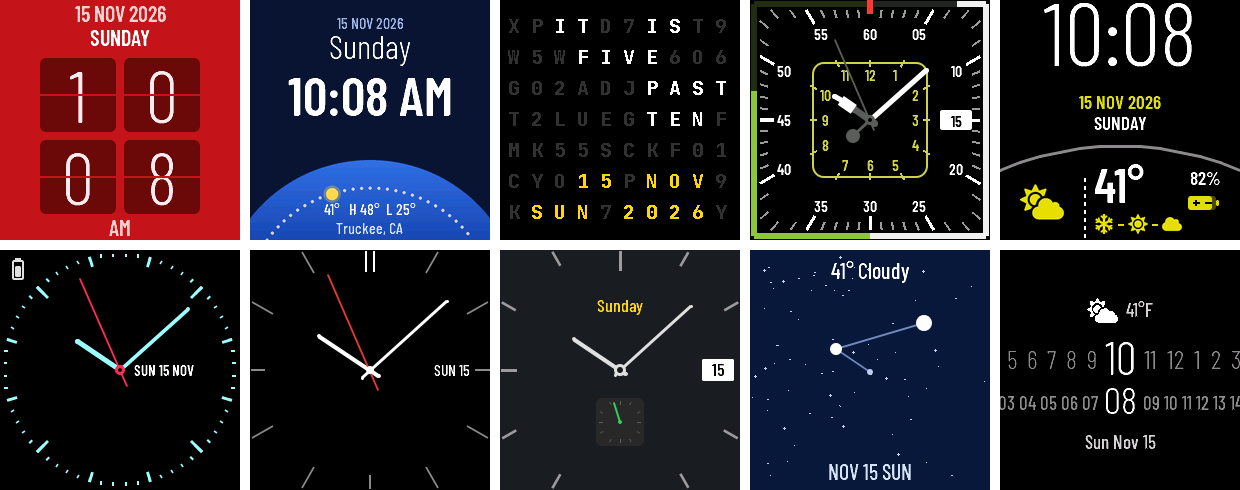 15 NOV 2026
SUNDAY
1 0
0 8
AM
15 NOV 2026
Sunday
10:08 AM
41° H 48° L 25°
Truckee, CA
X P I T D 7 I S T 9
W 5 W F I V E 6 0 6
G 0 2 A D J P A S T
T 2 L U E G T E N F
M K 5 5 S C K F 0 1
C Y O 1 5 P N O V 9
K S U N 7 2 0 2 6 Y
55 60 05
50 10
45 15
40 20
35 30 25
11 12 1
10 2
9 3
8 4
7 6 5
10:08
15 NOV 2026
SUNDAY
41°
82%
SUN 15 NOV
SUN 15
Sunday
15
41° Cloudy
NOV 15 SUN
41°F
5 6 7 8 9 10 11 12 1 2 3
03 04 05 06 07 08 09 10 11 12 13 14
Sun Nov 15